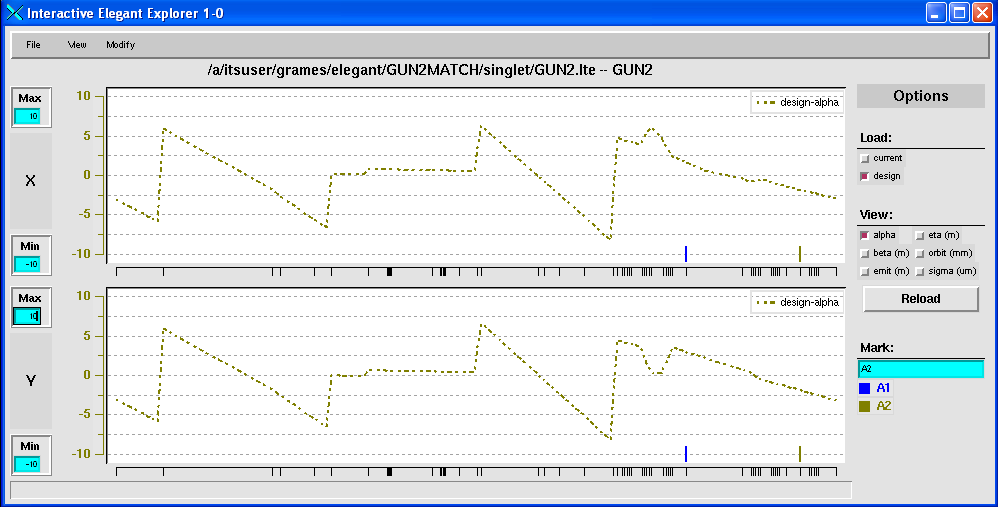 Interactive Elegant Explorer 1-0
File View Modify
/a/itsuser/grames/elegant/GUN2MATCH/singlet/GUN2.lte -- GUN2
Max
10
X
Min
-10
10
5
0
-5
-10
design-alpha
Max
10
Y
Min
-10
10
5
0
-5
-10
design-alpha
Options
Load:
current
design
View:
alpha eta (m)
beta (m) orbit (mm)
emit (m) sigma (um)
Reload
Mark:
A2
A1
A2